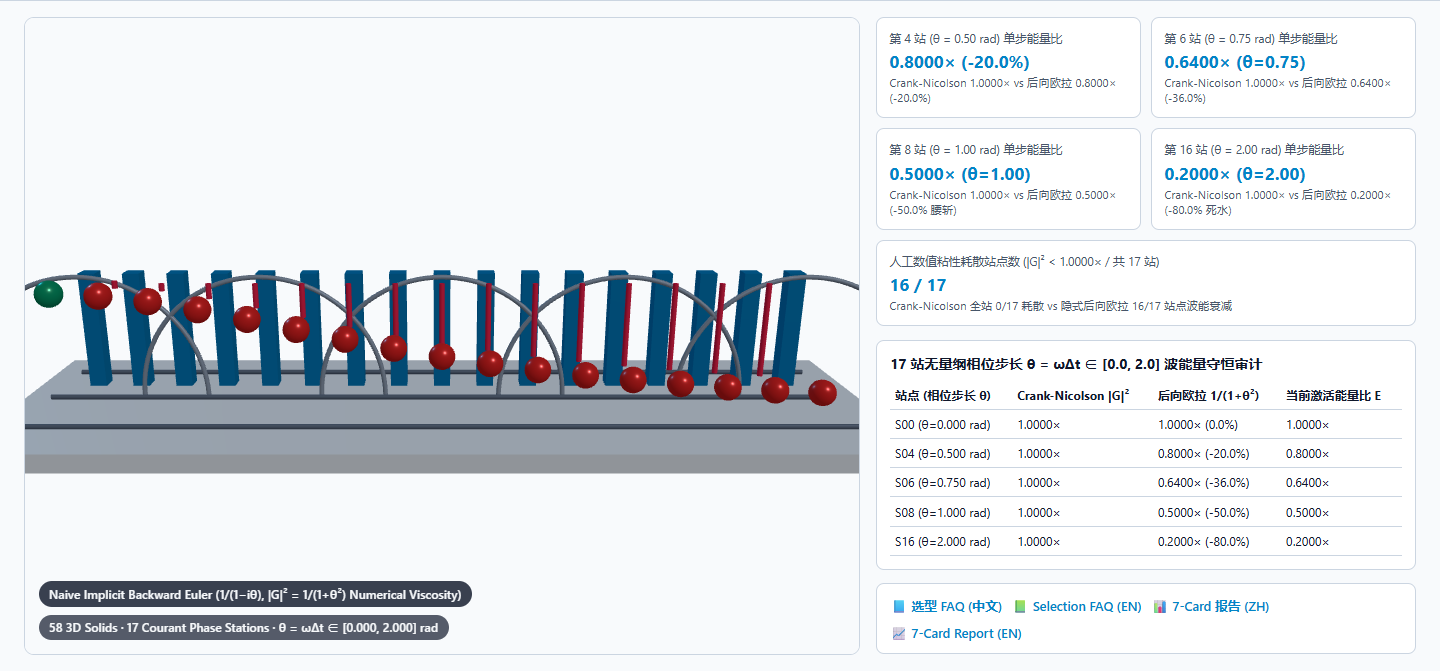 第 4 站 (θ = 0.50 rad) 单步能量比
0.8000× (-20.0%)
Crank-Nicolson 1.0000× vs 后向欧拉 0.8000×
(-20.0%)
第 6 站 (θ = 0.75 rad) 单步能量比
0.6400× (θ=0.75)
Crank-Nicolson 1.0000× vs 后向欧拉 0.6400×
(-36.0%)
第 8 站 (θ = 1.00 rad) 单步能量比
0.5000× (θ=1.00)
Crank-Nicolson 1.0000× vs 后向欧拉 0.5000×
(-50.0% 腰斩)
第 16 站 (θ = 2.00 rad) 单步能量比
0.2000× (θ=2.00)
Crank-Nicolson 1.0000× vs 后向欧拉 0.2000×
(-80.0% 死水)
人工数值粘性耗散站点数 (|G|² < 1.0000× / 共 17 站)
16 / 17
Crank-Nicolson 全站 0/17 耗散 vs 隐式后向欧拉 16/17 站点波能衰减
17 站无量纲相位步长 θ = ωΔt ∈ [0.0, 2.0] 波能量守恒审计
站点 (相位步长 θ) Crank-Nicolson |G|² 后向欧拉 1/(1+θ²) 当前激活能量比 E
S00 (θ=0.000 rad) 1.0000× 1.0000× (0.0%) 1.0000×
S04 (θ=0.500 rad) 1.0000× 0.8000× (-20.0%) 0.8000×
S06 (θ=0.750 rad) 1.0000× 0.6400× (-36.0%) 0.6400×
S08 (θ=1.000 rad) 1.0000× 0.5000× (-50.0%) 0.5000×
S16 (θ=2.000 rad) 1.0000× 0.2000× (-80.0%) 0.2000×
选型 FAQ (中文) Selection FAQ (EN) 7-Card 报告 (ZH)
7-Card Report (EN)
Naive Implicit Backward Euler (1/(1−iθ), |G|² = 1/(1+θ²) Numerical Viscosity)
58 3D Solids · 17 Courant Phase Stations · θ = ωΔt ∈ [0.000, 2.000] rad